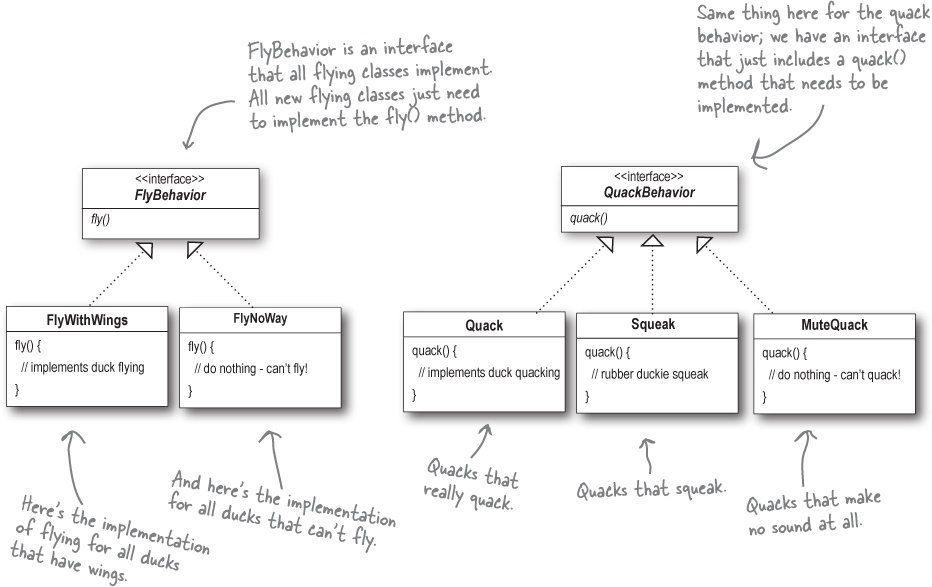 FlyBehavior is an interface
that all flying classes implement.
All new flying classes just need
to implement the fly() method.
Same thing here for the quack
behavior; we have an interface
that just includes a quack()
method that needs to be
implemented.
<<interface>>
FlyBehavior
fly()
<<interface>>
QuackBehavior
quack()
FlyWithWings
fly() {
// implements duck flying
}
FlyNoWay
fly() {
// do nothing - can't fly!
}
Quack
quack() {
// implements duck quacking
}
Squeak
quack() {
// rubber duckie squeak
}
MuteQuack
quack() {
// do nothing - can't quack!
}
Here's the implementation
of flying for all ducks
that have wings.
And here's the implementation
for all ducks that can't fly.
Quacks that
really quack.
Quacks that squeak.
Quacks that make
no sound at all.